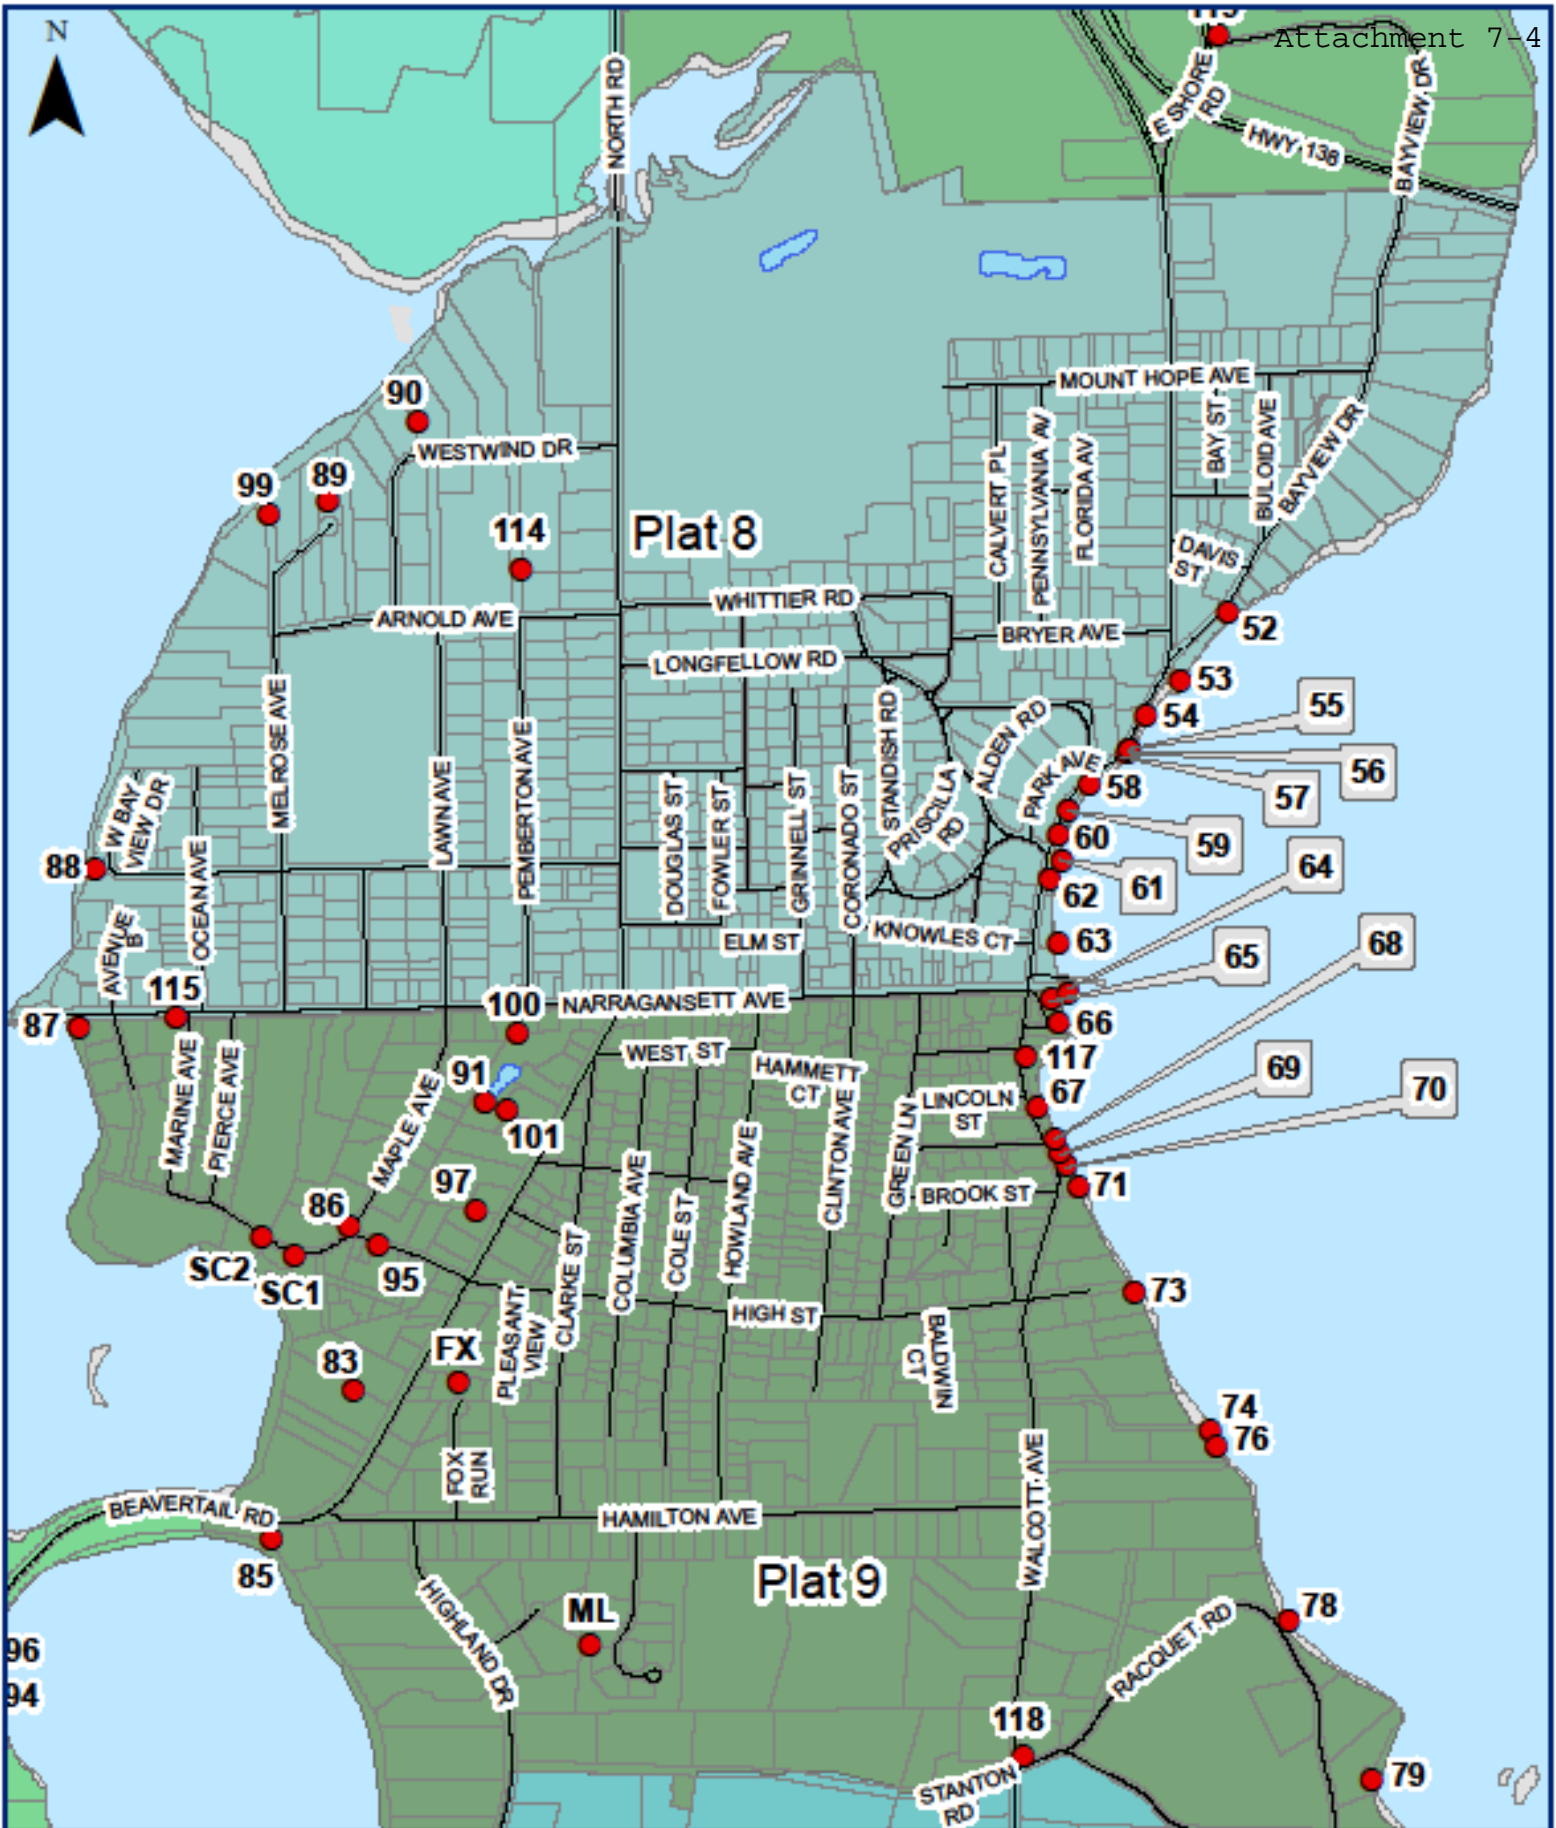 N
113
Attachment 7-4
NORTH RD
E SHORE
RD
HWY 138
BAYVIEW DR
90
WESTWIND DR
99
89
114
Plat 8
MOUNT HOPE AVE
CALVERT PL
PENNSYLVANIA AV
FLORIDA AV
BAY ST
BULOID AVE
BAYVIEW DR
DAVIS
ST
52
ARNOLD AVE
WHITTIER RD
BRYER AVE
LONGFELLOW RD
53
54
55
56
57
58
59
60
61
62
63
64
65
66
MELROSE AVE
LAWN AVE
PEMBERTON AVE
W BAY
VIEW DR
OCEAN AVE
88
AVENUE
B
DOUGLAS ST
FOWLER ST
GRINNELL ST
CORONADO ST
STANDISH RD
PRISCILLA
RD
ALDEN RD
PARK AVE
ELM ST
KNOWLES CT
115
87
100
NARRAGANSETT AVE
68
69
70
117
67
71
WEST ST
HAMMETT
CT
LINCOLN
ST
91
101
MARINE AVE
PIERCE AVE
MAPLE AVE
97
86
95
SC2
SC1
COLUMBIA AVE
COLE ST
HOWLAND AVE
CLINTON AVE
GREEN LN
BROOK ST
CLARKE ST
PLEASANT
VIEW
HIGH ST
BALDWIN
CT
73
74
76
83
FX
FOX
RUN
WALCOTT AVE
BEAVERTAIL RD
85
HAMILTON AVE
Plat 9
HIGHLAND DR
ML
96
94
78
RACQUET RD
118
STANTON
RD
79